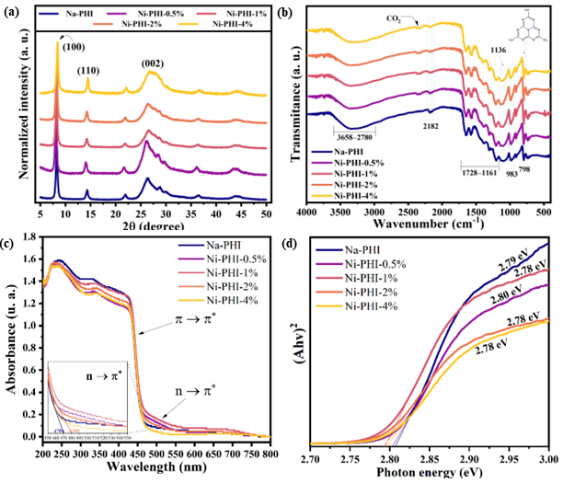 (a)
Na-PHI
Ni-PHI-0.5%
Ni-PHI-1%
Ni-PHI-2%
Ni-PHI-4%
(100)
(110)
(002)
Normalized intensity (a. u.)
5 10 15 20 25 30 35 40 45 50
2θ (degree)
(b)
CO2
1136
2182
3658–2780
1728–1161
983
798
Na-PHI
Ni-PHI-0.5%
Ni-PHI-1%
Ni-PHI-2%
Ni-PHI-4%
Transmitance (a. u.)
4000 3500 3000 2500 2000 1500 1000 500
Wavenumber (cm-1)
(c)
Na-PHI
Ni-PHI-0.5%
Ni-PHI-1%
Ni-PHI-2%
Ni-PHI-4%
π → π*
n → π*
n → π*
Absorbance (u. a.)
1.8
1.6
1.4
1.2
1.0
0.8
0.6
0.4
0.2
0.0
200 250 300 350 400 450 500 550 600 700 800
Wavelength (nm)
(d)
Na-PHI
Ni-PHI-0.5%
Ni-PHI-1%
Ni-PHI-2%
Ni-PHI-4%
2.79 eV
2.78 eV
2.80 eV
2.78 eV
2.78 eV
(Ahν)2
2.70 2.75 2.80 2.85 2.90 2.95 3.00
Photon energy (eV)